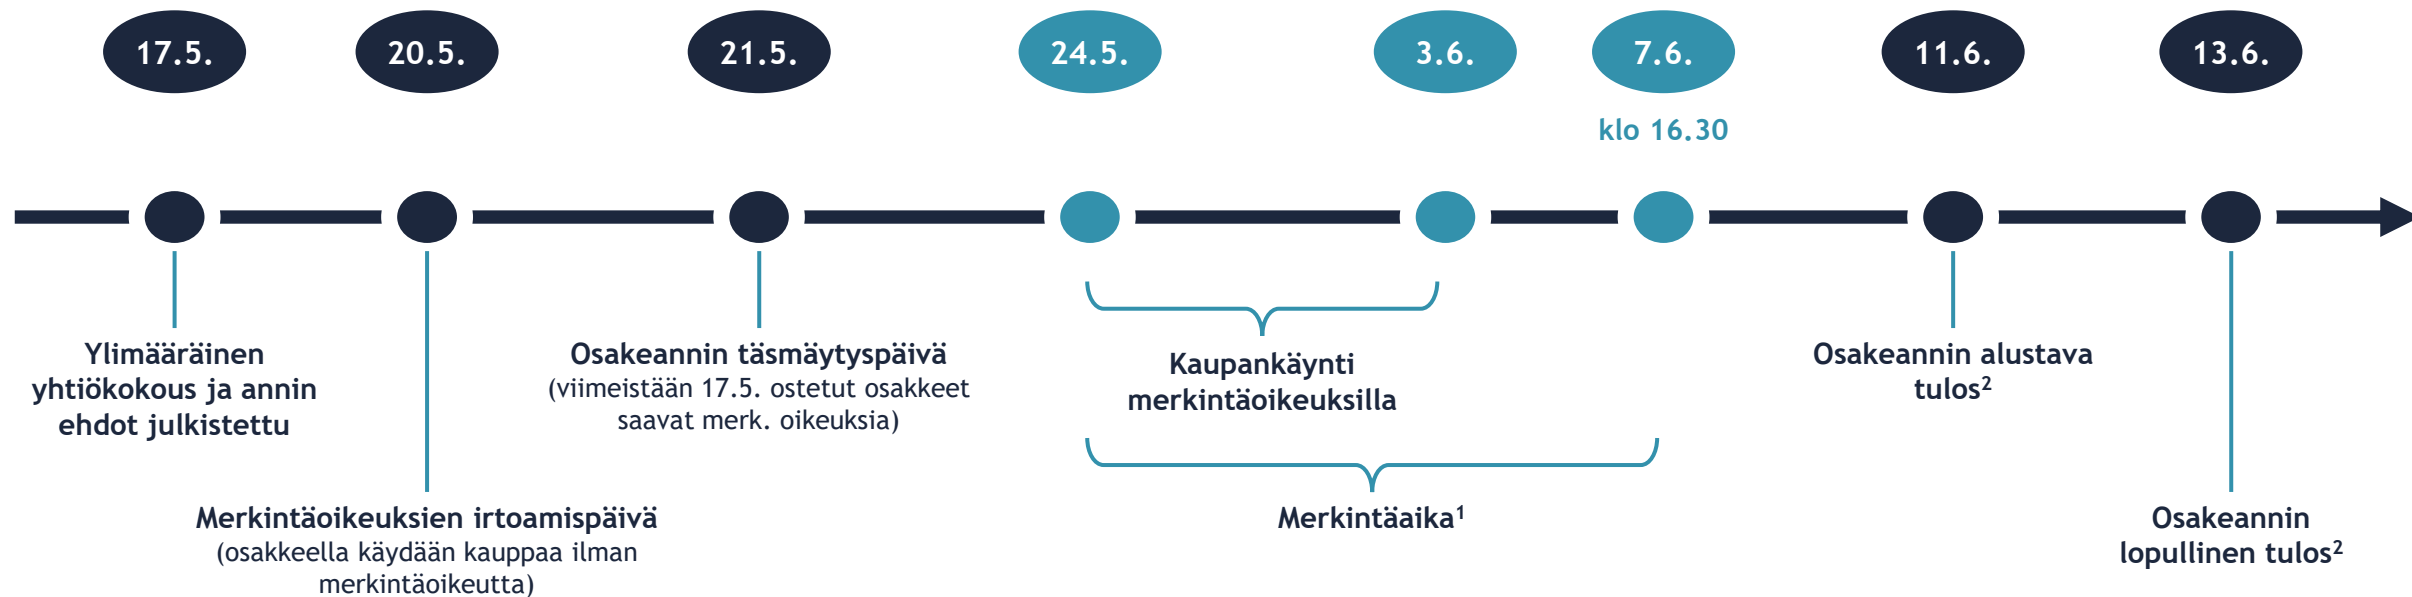 17.5.
20.5.
21.5.
24.5.
3.6.
7.6.
11.6.
13.6.
klo 16.30
Ylimääräinen
yhtiökokous ja annin
ehdot julkistettu
Merkintäoikeuksien irtoamispäivä
(osakkeella käydään kauppaa ilman
merkintäoikeutta)
Osakeannin täsmäytyspäivä
(viimeistään 17.5. ostetut osakkeet
saavat merk. oikeuksia)
Kaupankäynti
merkintäoikeuksilla
Merkintäaika¹
Osakeannin alustava
tulos²
Osakeannin
lopullinen tulos²